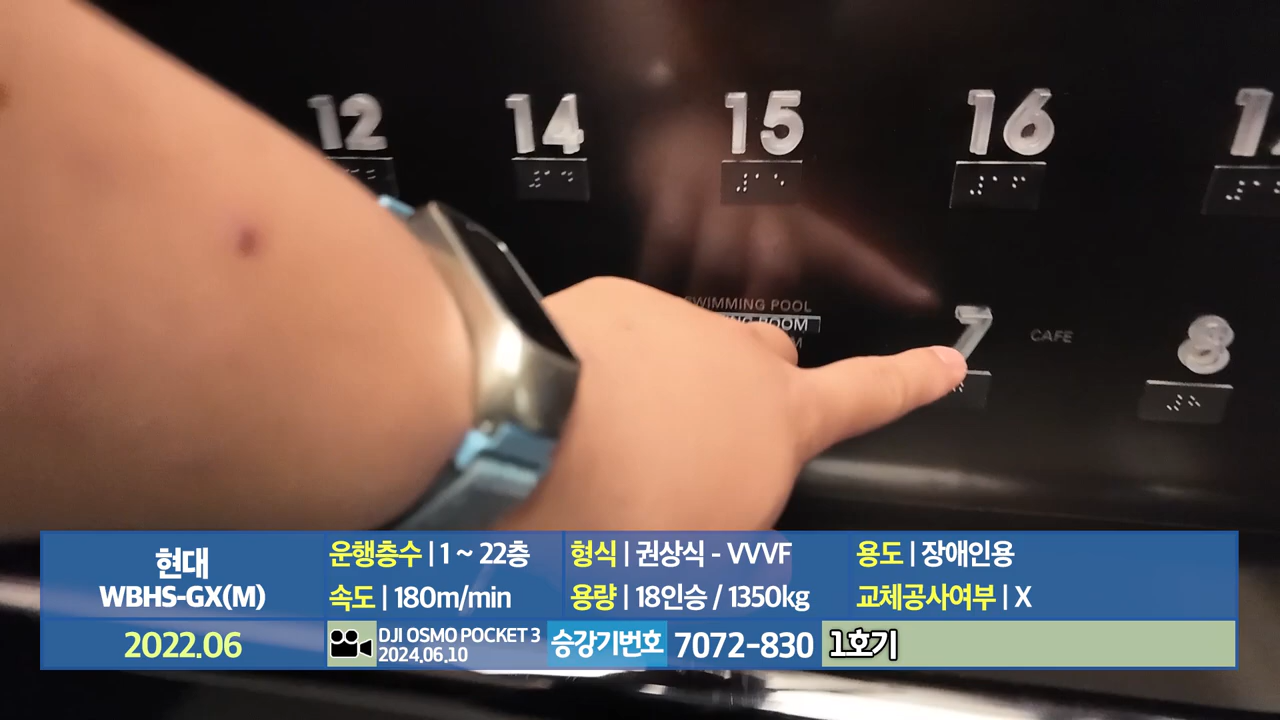 12 14 15 16
SWIMMING POOL
ROOM
7 CAFE 8
현대
WBHS-GX(M)
운행층수 | 1 ~ 22층
형식 | 권상식 - VVVF
용도 | 장애인용
속도 | 180m/min
용량 | 18인승 / 1350kg
교체공사여부 | X
2022.06
DJI OSMO POCKET 3
2024.06.10
승강기번호 7072-830
1호기